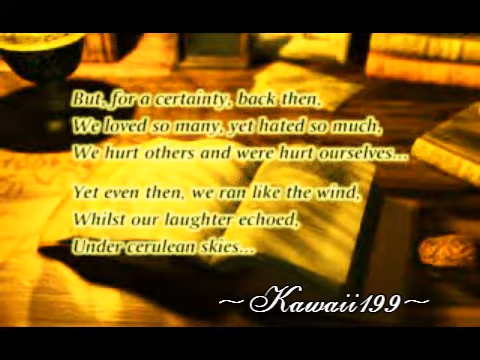 But, for a certainty, back then,
We loved so many, yet hated so much,
We hurt others and were hurt ourselves...
Yet even then, we ran like the wind,
Whilst our laughter echoed,
Under cerulean skies...
~Kawaii199~